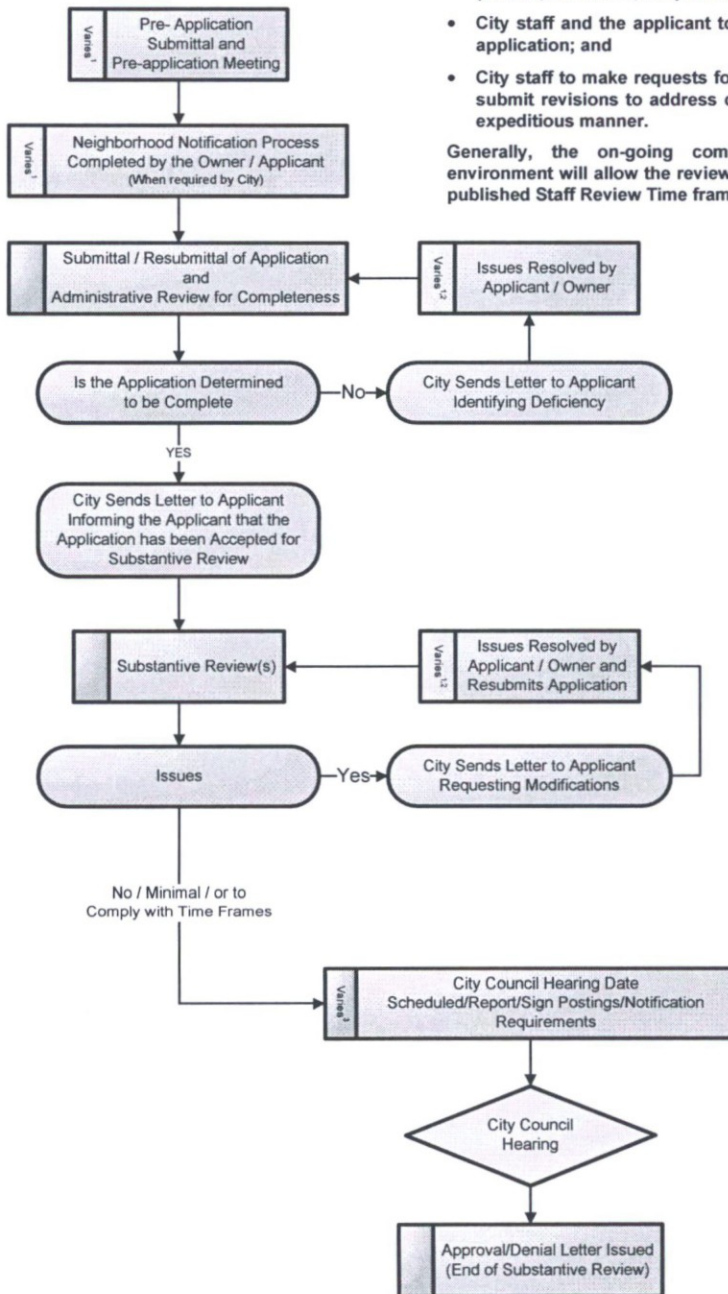 • City staff and the applicant to
application; and
• City staff to make requests for
submit revisions to address
expeditious manner.
Generally, the on-going
environment will allow the review
published Staff Review Time
Varies¹
Pre- Application
Submittal and
Pre-application Meeting
Varies¹
Neighborhood Notification Process
Completed by the Owner / Applicant
(When required by City)
Submittal / Resubmittal of Application
and
Administrative Review for Completeness
Varies¹,²
Issues Resolved by
Applicant / Owner
Is the Application Determined
to be Complete
No
City Sends Letter to Applicant
Identifying Deficiency
YES
City Sends Letter to Applicant
Informing the Applicant that the
Application has been Accepted for
Substantive Review
Substantive Review(s)
Varies¹,²
Issues Resolved by
Applicant / Owner and
Resubmits Application
Issues
Yes
City Sends Letter to Applicant
Requesting Modifications
No / Minimal / or to
Comply with Time Frames
Varies
City Council Hearing Date
Scheduled/Report/Sign Postings/Notification
Requirements
City Council
Hearing
Approval/Denial Letter Issued
(End of Substantive Review)